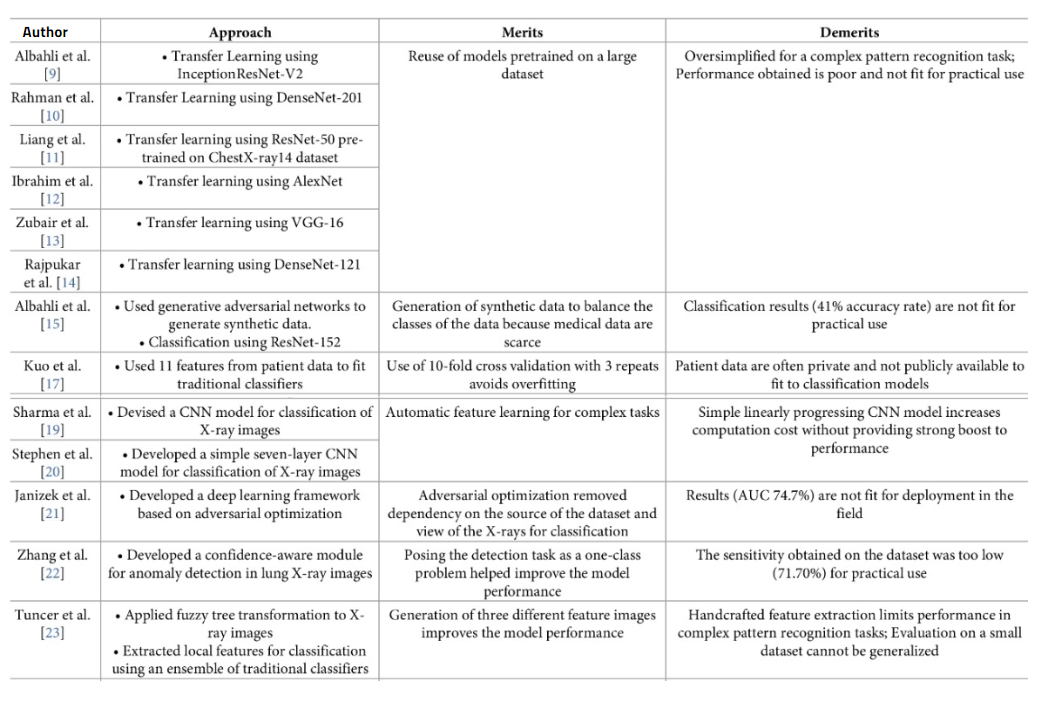 Author Approach Merits Demerits
Albahli et al. • Transfer Learning using Reuse of models pretrained on a large Oversimplified for a complex pattern recognition task;
[9] InceptionResNet-V2 dataset Performance obtained is poor and not fit for practical use
Rahman et al. • Transfer Learning using DenseNet-201
[10]
Liang et al. • Transfer learning using ResNet-50 pre-
[11] trained on ChestX-ray14 dataset
Ibrahim et al. • Transfer learning using AlexNet
[12]
Zubair et al. • Transfer learning using VGG-16
[13]
Rajpukar • Transfer learning using DenseNet-121
et al. [14]
Albahli et al. • Used generative adversarial networks to Generation of synthetic data to balance the Classification results (41% accuracy rate) are not fit for
[15] generate synthetic data. classes of the data because medical data are practical use
• Classification using ResNet-152 scarce
Kuo et al. • Used 11 features from patient data to fit Use of 10-fold cross validation with 3 repeats Patient data are often private and not publicly available to
[17] traditional classifiers avoids overfitting fit to classification models
Sharma et al. • Devised a CNN model for classification of Automatic feature learning for complex tasks Simple linearly progressing CNN model increases
[19] X-ray images computation cost without providing strong boost to
Stephen et al. • Developed a simple seven-layer CNN performance
[20] model for classification of X-ray images
Janizek et al. • Developed a deep learning framework Adversarial optimization removed Results (AUC 74.7%) are not fit for deployment in the
[21] based on adversarial optimization dependency on the source of the dataset and field
view of the X-rays for classification
Zhang et al. • Developed a confidence-aware module Posing the detection task as a one-class The sensitivity obtained on the dataset was too low
[22] for anomaly detection in lung X-ray images problem helped improve the model (71.70%) for practical use
performance
Tuncer et al. • Applied fuzzy tree transformation to X- Generation of three different feature images Handcrafted feature extraction limits performance in
[23] ray images improves the model performance complex pattern recognition tasks; Evaluation on a small
• Extracted local features for classification dataset cannot be generalized
using an ensemble of traditional classifiers